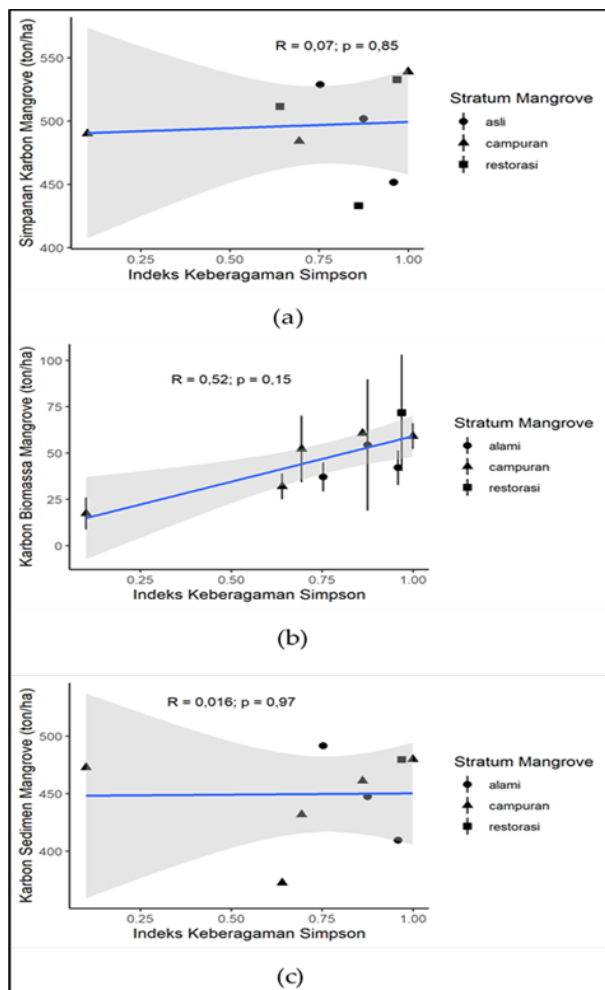 R = 0,07; p = 0,85
Simpanan Karbon Mangrove (ton/ha)
550
500
450
400
0.25
0.50
0.75
1.00
Indeks Keberagaman Simpson
Stratum Mangrove
asli
campuran
restorasi
(a)
R = 0,52; p = 0,15
Karbon Biomassa Mangrove (ton/ha)
100
75
50
25
0
0.25
0.50
0.75
1.00
Indeks Keberagaman Simpson
Stratum Mangrove
alami
campuran
restorasi
(b)
R = 0,016; p = 0,97
Karbon Sedimen Mangrove (ton/ha)
500
450
400
0.25
0.50
0.75
1.00
Indeks Keberagaman Simpson
Stratum Mangrove
alami
campuran
restorasi
(c)